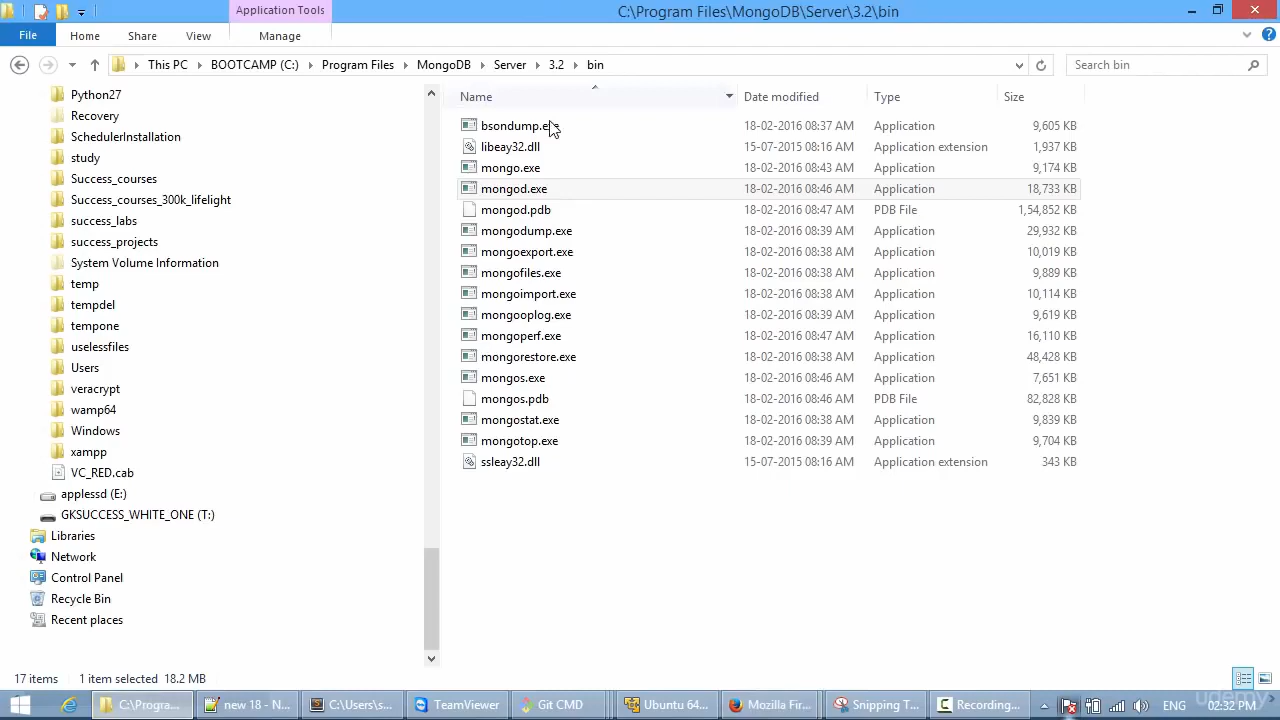 Application Tools
C:\Program Files\MongoDB\Server\3.2\bin
File Home Share View Manage
This PC BOOTCAMP (C:) Program Files MongoDB Server 3.2 bin
Search bin
Python27
Recovery
SchedulerInstallation
study
Success_courses
Success_courses_300k_lifelight
success_labs
success_projects
System Volume Information
temp
tempdel
tempone
uselessfiles
Users
veracrypt
wamp64
Windows
xampp
VC_RED.cab
applessd (E:)
GKSUCCESS_WHITE_ONE (T:)
Libraries
Network
Control Panel
Recycle Bin
Recent places
Name Date modified Type Size
bsondump.exe 18-02-2016 08:37 AM Application 9,605 KB
libeay32.dll 15-07-2015 08:16 AM Application extension 1,937 KB
mongo.exe 18-02-2016 08:43 AM Application 9,174 KB
mongod.exe 18-02-2016 08:46 AM Application 18,733 KB
mongod.pdb 18-02-2016 08:47 AM PDB File 1,54,852 KB
mongodump.exe 18-02-2016 08:39 AM Application 29,932 KB
mongoexport.exe 18-02-2016 08:38 AM Application 10,019 KB
mongofiles.exe 18-02-2016 08:38 AM Application 9,889 KB
mongoimport.exe 18-02-2016 08:38 AM Application 10,114 KB
mongooplog.exe 18-02-2016 08:39 AM Application 9,619 KB
mongoperf.exe 18-02-2016 08:47 AM Application 16,110 KB
mongorestore.exe 18-02-2016 08:38 AM Application 48,428 KB
mongos.exe 18-02-2016 08:46 AM Application 7,651 KB
mongos.pdb 18-02-2016 08:46 AM PDB File 82,828 KB
mongostat.exe 18-02-2016 08:38 AM Application 9,839 KB
mongotop.exe 18-02-2016 08:39 AM Application 9,704 KB
ssleay32.dll 15-07-2015 08:16 AM Application extension 343 KB
17 items 1 item selected 18.2 MB
udemy
C:\Progra... new 18 - N... C:\Users\s... TeamViewer Git CMD Ubuntu 64... Mozilla Fir... Snipping T... Recording... ENG 02:32 PM